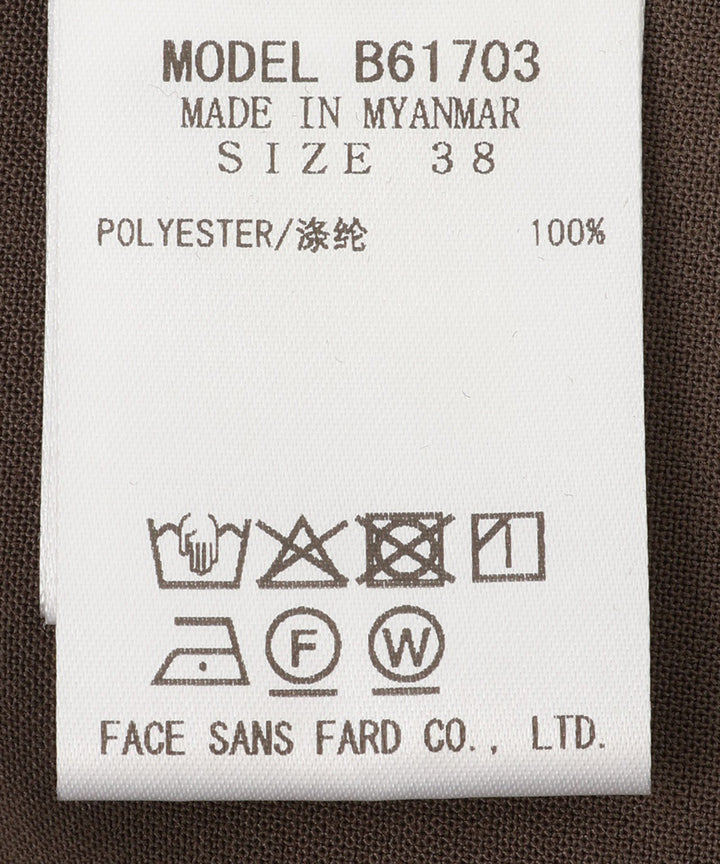 MODEL B61703
MADE IN MYANMAR
SIZE 38
POLYESTER/涤纶 100%
F W
FACE SANS FARD CO., LTD.